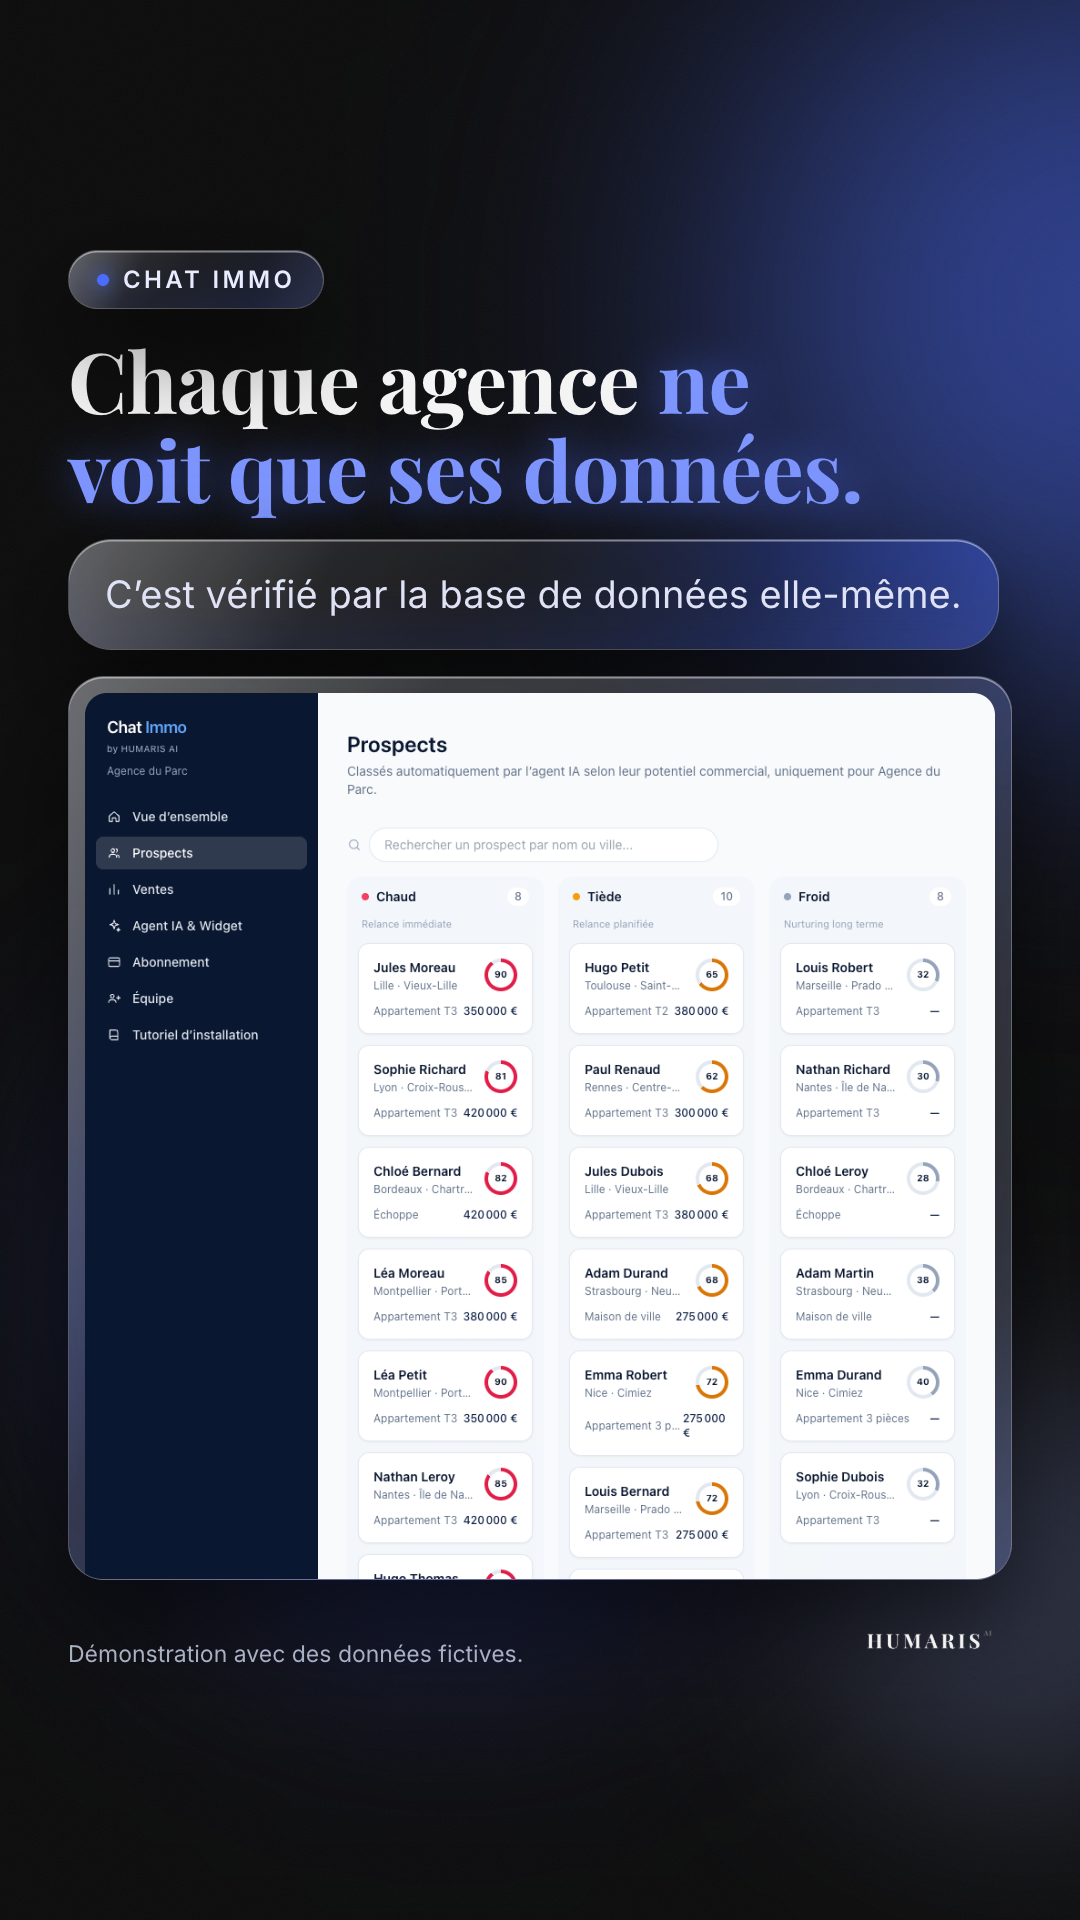 CHAT IMMO
Chaque agence ne
voit que ses données.
C’est vérifié par la base de données elle-même.
Chat Immo
by HUMARIS AI
Agence du Parc
Vue d’ensemble
Prospects
Ventes
Agent IA & Widget
Abonnement
Équipe
Tutoriel d’installation
Prospects
Classés automatiquement par l’agent IA selon leur potentiel commercial, uniquement pour Agence du
Parc.
Rechercher un prospect par nom ou ville...
Chaud 8
Relance immédiate
Jules Moreau 90
Lille · Vieux-Lille
Appartement T3 350 000 €
Sophie Richard 81
Lyon · Croix-Rous...
Appartement T3 420 000 €
Chloé Bernard 82
Bordeaux · Chartr...
Échoppe 420 000 €
Léa Moreau 85
Montpellier · Port...
Appartement T3 380 000 €
Léa Petit 90
Montpellier · Port...
Appartement T3 350 000 €
Nathan Leroy 85
Nantes · Île de Na...
Appartement T3 420 000 €
Hugo Thomas
Tiède 10
Relance planifiée
Hugo Petit 65
Toulouse · Saint-...
Appartement T2 380 000 €
Paul Renaud 62
Rennes · Centre-...
Appartement T3 300 000 €
Jules Dubois 68
Lille · Vieux-Lille
Appartement T3 380 000 €
Adam Durand 68
Strasbourg · Neu...
Maison de ville 275 000 €
Emma Robert 72
Nice · Cimiez
Appartement 3 p... 275 000
€
Louis Bernard 72
Marseille · Prado ...
Appartement T3 275 000 €
Froid 8
Nurturing long terme
Louis Robert 32
Marseille · Prado ...
Appartement T3 —
Nathan Richard 30
Nantes · Île de Na...
Appartement T3 —
Chloé Leroy 28
Bordeaux · Chartr...
Échoppe —
Adam Martin 38
Strasbourg · Neu...
Maison de ville —
Emma Durand 40
Nice · Cimiez
Appartement 3 pièces —
Sophie Dubois 32
Lyon · Croix-Rous...
Appartement T3 —
Démonstration avec des données fictives.
HUMARIS AI